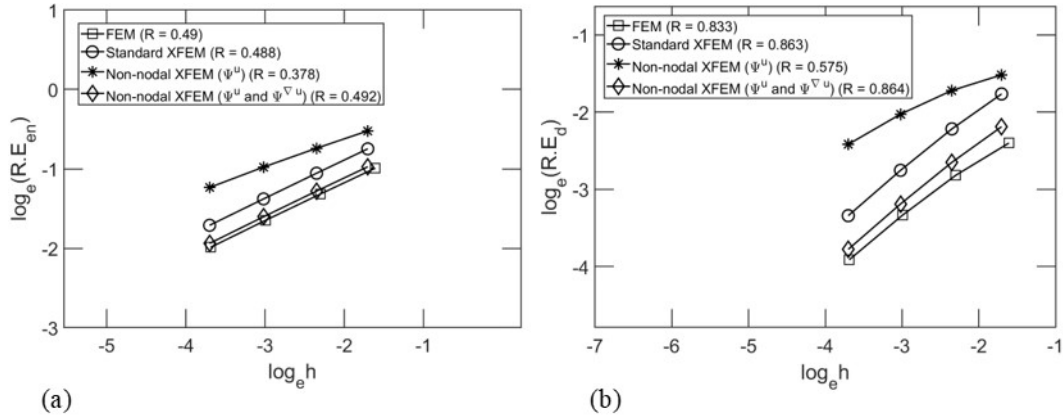 1
0
-1
-2
-3
log_e(R.E_en)
FEM (R = 0.49)
Standard XFEM (R = 0.488)
Non-nodal XFEM (Ψ^u) (R = 0.378)
Non-nodal XFEM (Ψ^u and Ψ^∇ u) (R = 0.492)
-5 -4 -3 -2 -1
log_e h
(a)
-1
-2
-3
-4
log_e(R.E_d)
FEM (R = 0.833)
Standard XFEM (R = 0.863)
Non-nodal XFEM (Ψ^u) (R = 0.575)
Non-nodal XFEM (Ψ^u and Ψ^∇ u) (R = 0.864)
-7 -6 -5 -4 -3 -2 -1
log_e h
(b)